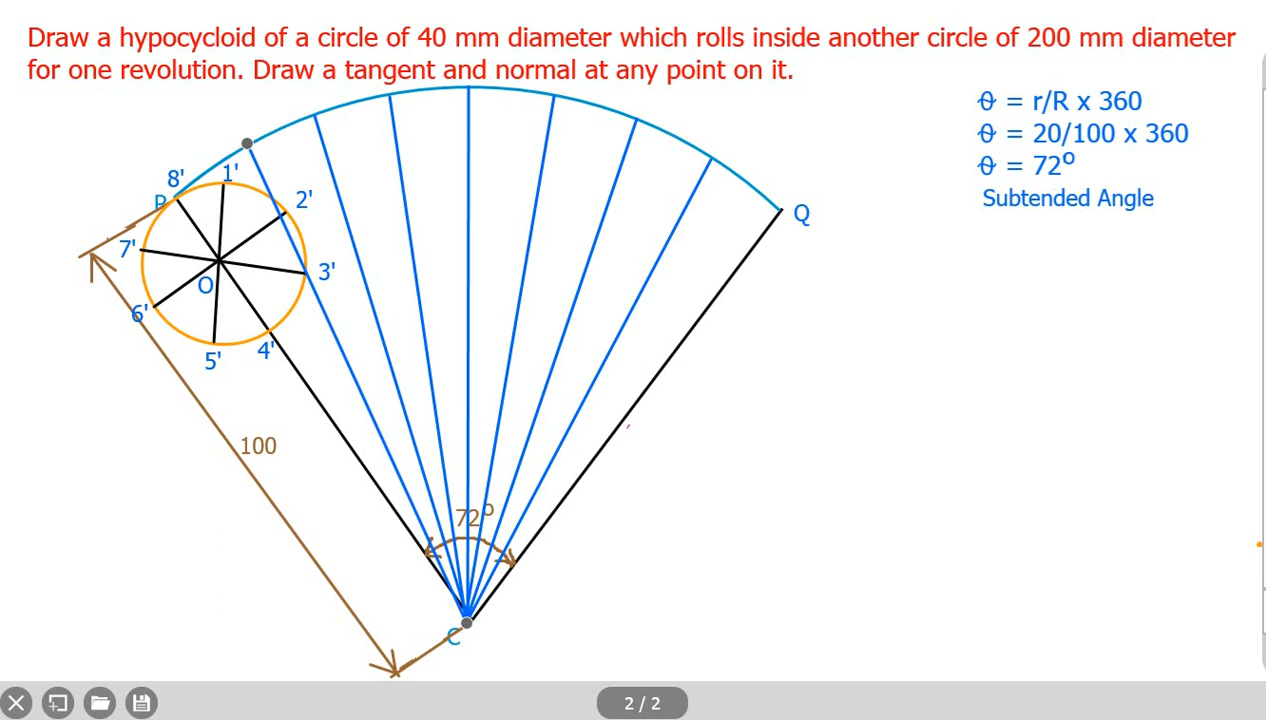 Draw a hypocycloid of a circle of 40 mm diameter which rolls inside another circle of 200 mm diameter
for one revolution. Draw a tangent and normal at any point on it.
θ = r/R x 360
θ = 20/100 x 360
θ = 72⁰
Subtended Angle
8'
1'
P
2'
Q
7'
3'
O
6'
5'
4'
100
72⁰
C
2 / 2